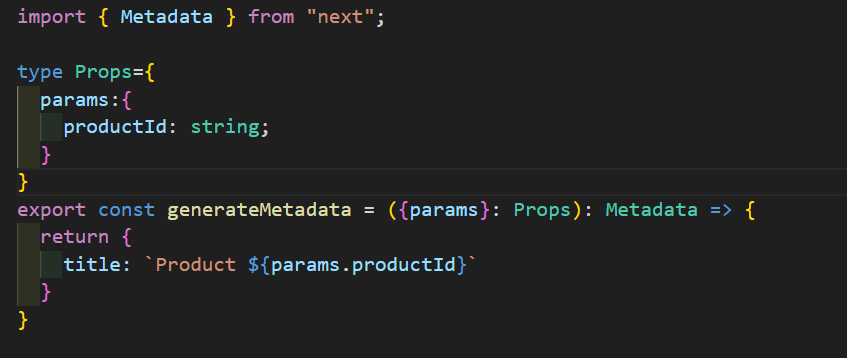 import { Metadata } from "next";
type Props={
params:{
productId: string;
}
}
export const generateMetadata = ({params}: Props): Metadata => {
return {
title: `Product ${params.productId}`
}
}